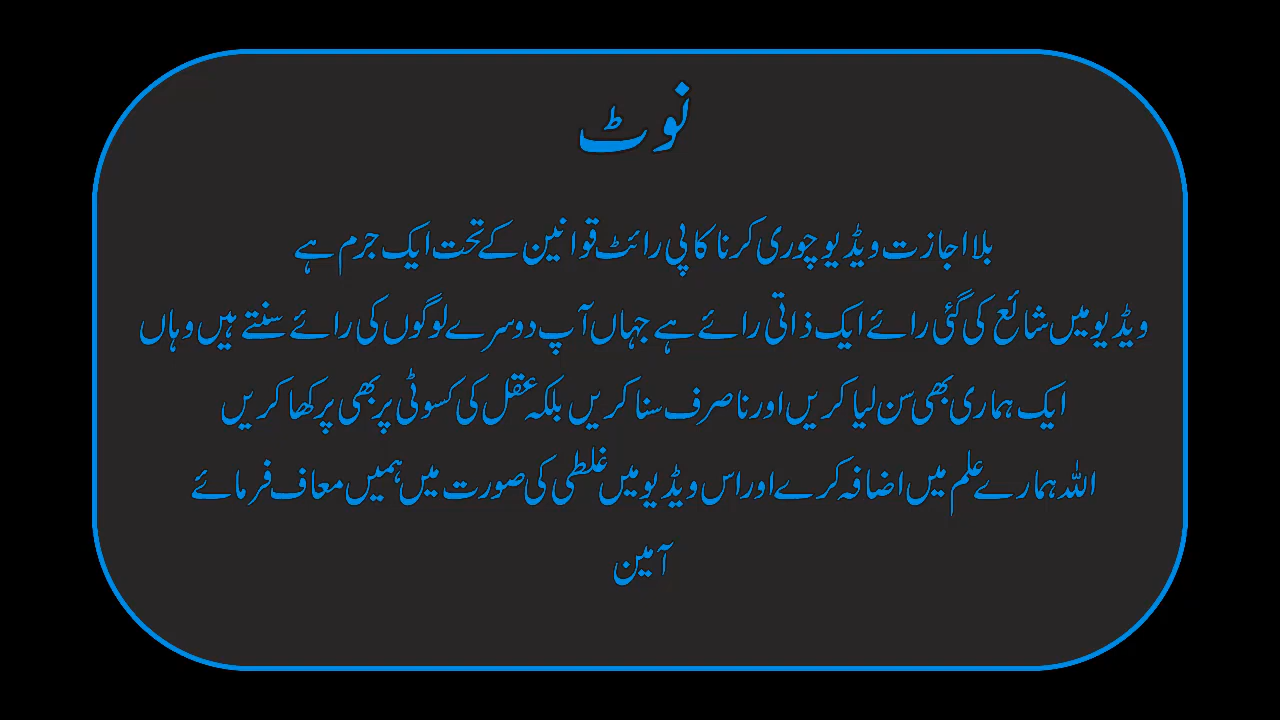 نوٹ
بلا اجازت ویڈیو چوری کرنا کاپی رائٹ قوانین کے تحت ایک جرم ہے
ویڈیو میں شائع کی گئی رائے ایک ذاتی رائے ہے جہاں آپ دوسرے لوگوں کی رائے سنتے ہیں وہاں
ایک ہماری بھی سن لیا کریں اور نا صرف سنا کریں بلکہ عقل کی کسوٹی پر بھی پرکھا کریں
اللہ ہمارے علم میں اضافہ کرے اور اس ویڈیو میں غلطی کی صورت میں ہمیں معاف فرمائے
آمین